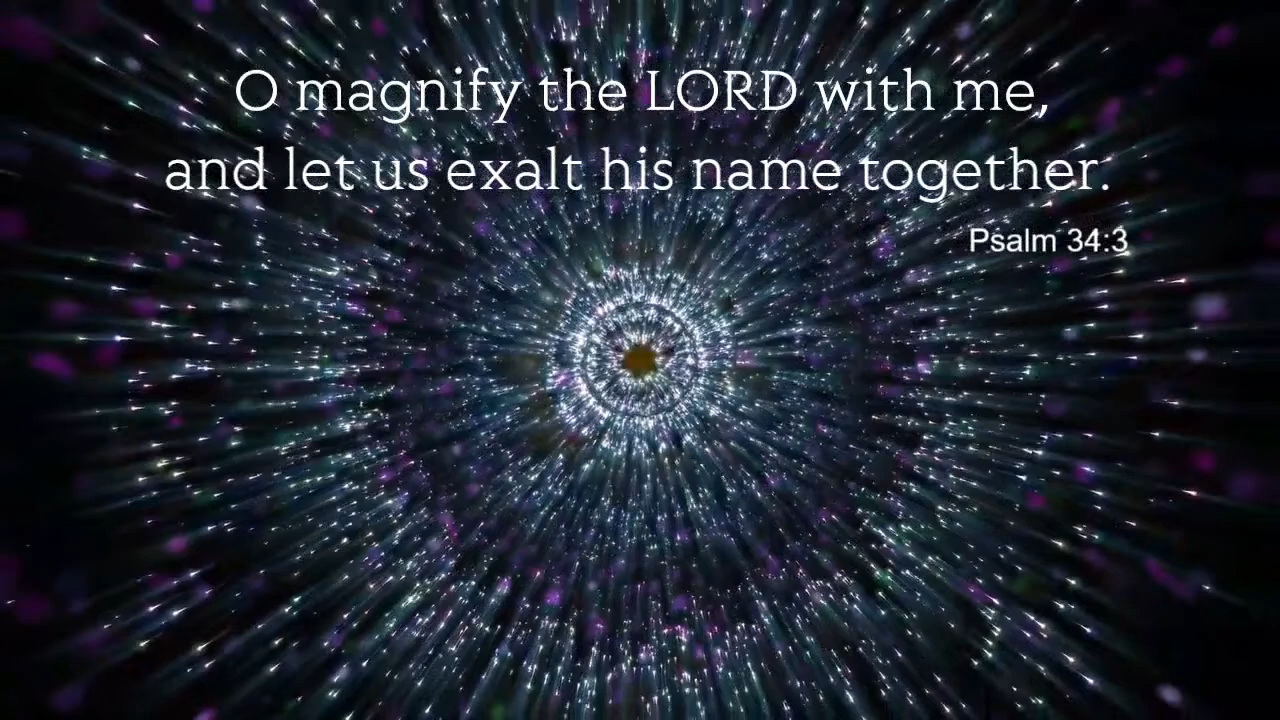 O magnify the LORD with me,
and let us exalt his name together.
Psalm 34:3